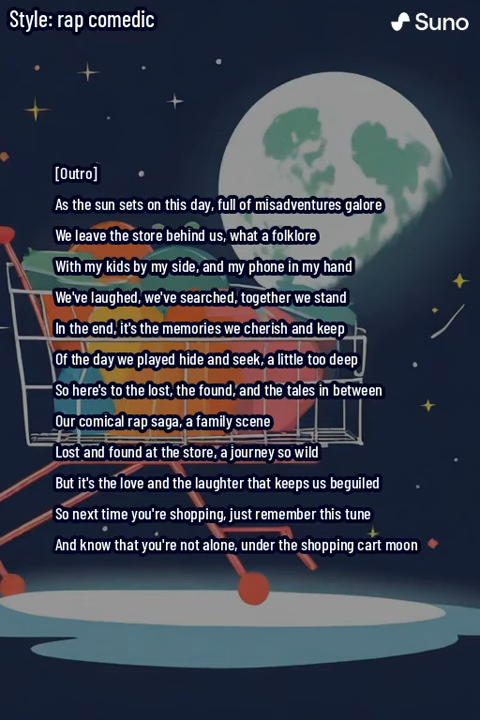 Style: rap comedic
Suno
[Outro]
As the sun sets on this day, full of misadventures galore
We leave the store behind us, what a folklore
With my kids by my side, and my phone in my hand
We've laughed, we've searched, together we stand
In the end, it's the memories we cherish and keep
Of the day we played hide and seek, a little too deep
So here's to the lost, the found, and the tales in between
Our comical rap saga, a family scene
Lost and found at the store, a journey so wild
But it's the love and the laughter that keeps us beguiled
So next time you're shopping, just remember this tune
And know that you're not alone, under the shopping cart moon